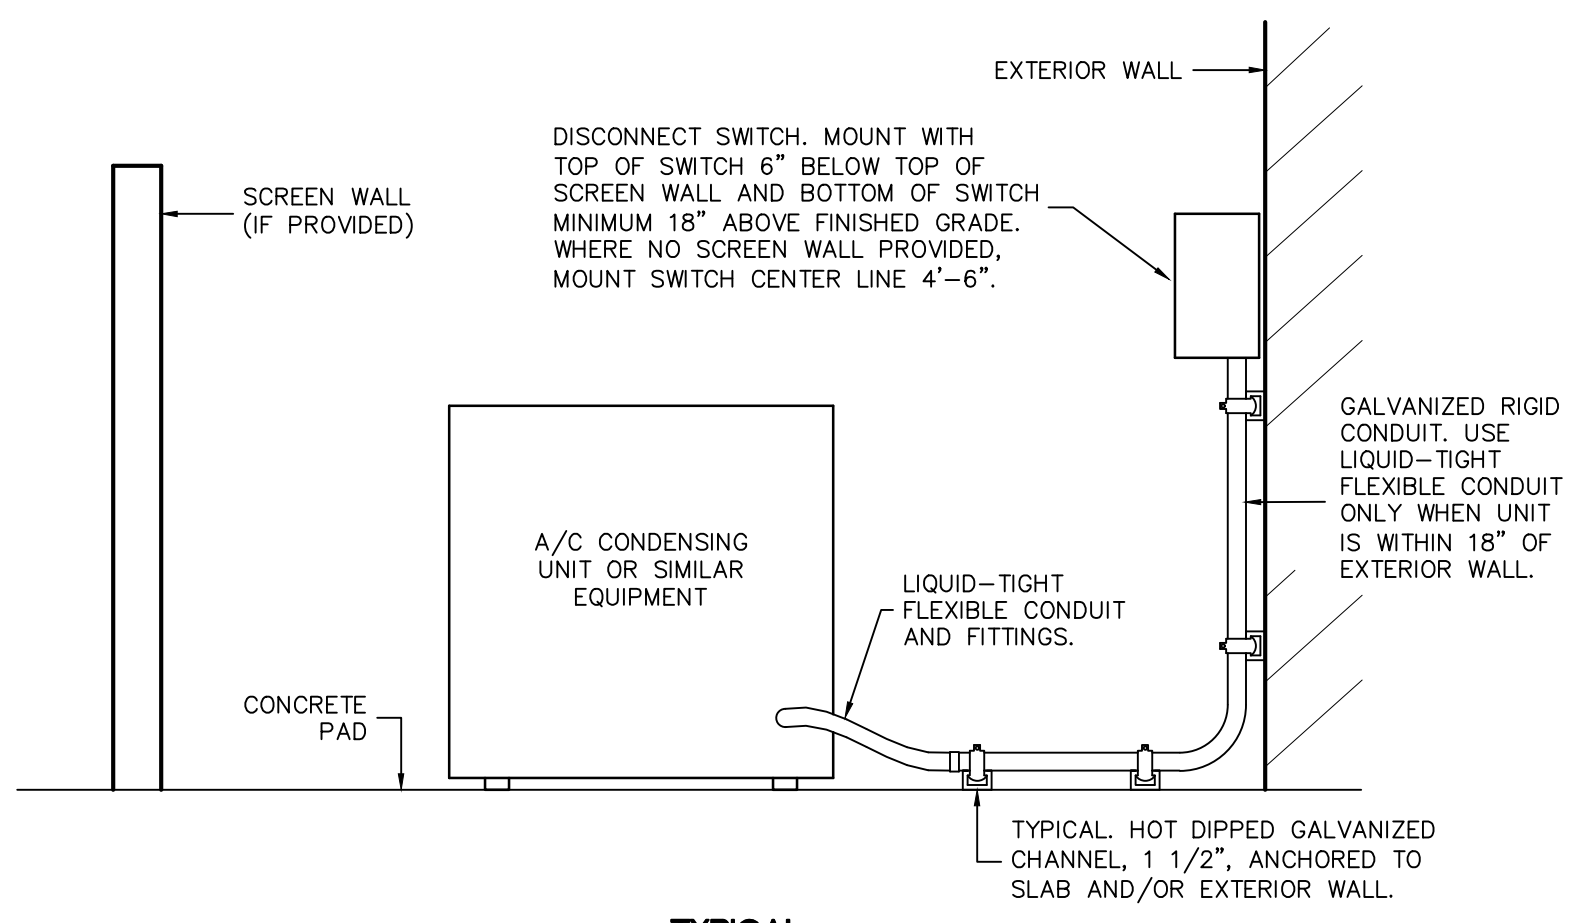 EXTERIOR WALL
DISCONNECT SWITCH. MOUNT WITH
TOP OF SWITCH 6” BELOW TOP OF
SCREEN WALL AND BOTTOM OF SWITCH
MINIMUM 18” ABOVE FINISHED GRADE.
WHERE NO SCREEN WALL PROVIDED,
MOUNT SWITCH CENTER LINE 4’-6”.
SCREEN WALL
(IF PROVIDED)
GALVANIZED RIGID
CONDUIT. USE
LIQUID-TIGHT
FLEXIBLE CONDUIT
ONLY WHEN UNIT
IS WITHIN 18” OF
EXTERIOR WALL.
A/C CONDENSING
UNIT OR SIMILAR
EQUIPMENT
LIQUID-TIGHT
FLEXIBLE CONDUIT
AND FITTINGS.
CONCRETE
PAD
TYPICAL. HOT DIPPED GALVANIZED
CHANNEL, 1 1/2”, ANCHORED TO
SLAB AND/OR EXTERIOR WALL.
TYPICAL